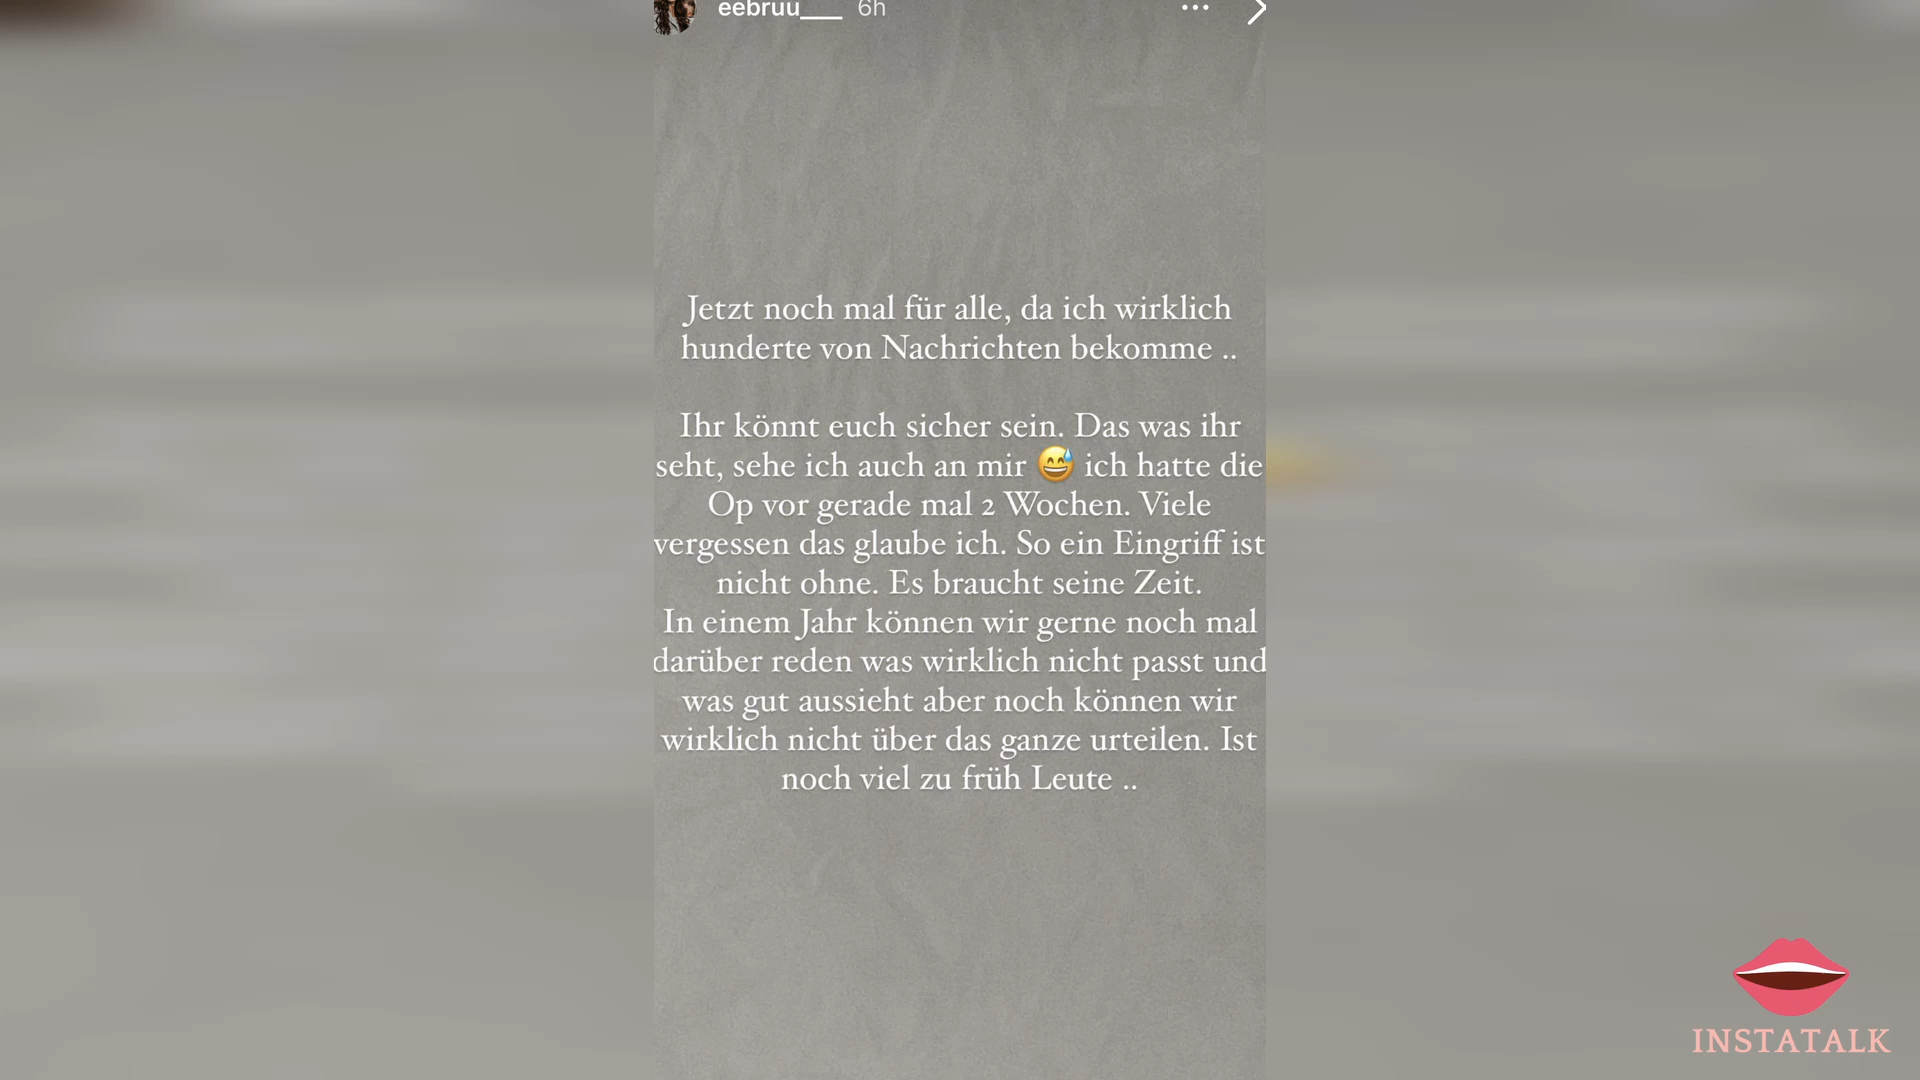 eebruu___ 6h
Jetzt noch mal für alle, da ich wirklich
hunderte von Nachrichten bekomme ..
Ihr könnt euch sicher sein. Das was ihr
seht, sehe ich auch an mir 😅 ich hatte die
Op vor gerade mal 2 Wochen. Viele
vergessen das glaube ich. So ein Eingriff ist
nicht ohne. Es braucht seine Zeit.
In einem Jahr können wir gerne noch mal
darüber reden was wirklich nicht passt und
was gut aussieht aber noch können wir
wirklich nicht über das ganze urteilen. Ist
noch viel zu früh Leute ..
INSTATALK